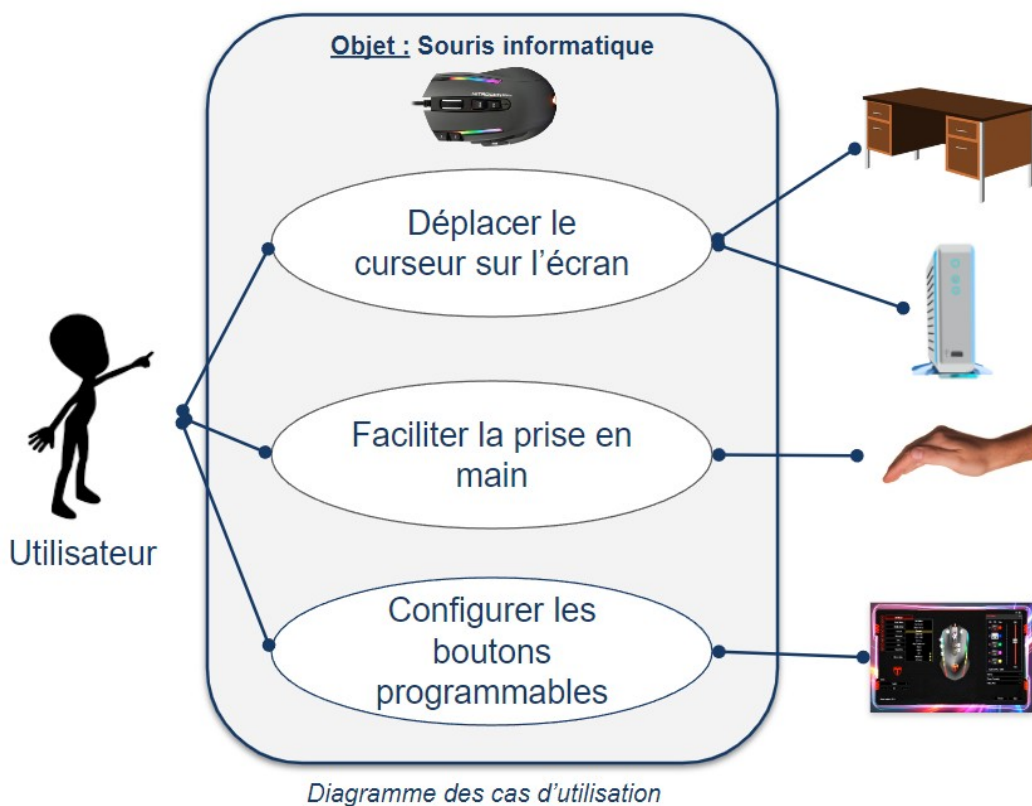 Objet : Souris informatique
Déplacer le
curseur sur l'écran
Faciliter la prise en
main
Utilisateur
Configurer les
boutons
programmables
Diagramme des cas d'utilisation